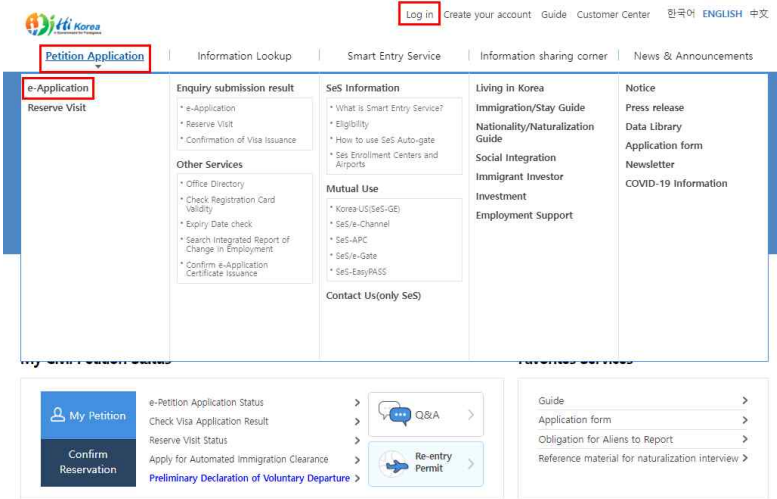 Hi Korea
Log in Create your account Guide Customer Center 한국어 ENGLISH 中文
Petition Application Information Lookup Smart Entry Service Information sharing corner News & Announcements
e-Application
Reserve Visit
Enquiry submission result
* e-Application
* Reserve Visit
* Confirmation of Visa Issuance
Other Services
* Office Directory
* Check Registration Card
Validity
* Expiry Date check
* Search Integrated Report of
Change in Employment
* Confirm e-Application
Certificate Issuance
SeS Information
* What is Smart Entry Service?
* Eligibility
* How to use SeS Auto-gate
* Ses Enrollment Centers and
Airports
Mutual Use
* Korea-US(SeS-GE)
* SeS/e-Channel
* SeS-APC
* SeS/e-Gate
* SeS-EasyPASS
Contact Us(only SeS)
Living in Korea
Immigration/Stay Guide
Nationality/Naturalization
Guide
Social Integration
Immigrant Investor
Investment
Employment Support
Notice
Press release
Data Library
Application form
Newsletter
COVID-19 Information
My Civil Petition Status
Favorites Services
My Petition
Confirm
Reservation
e-Petition Application Status
Check Visa Application Result
Reserve Visit Status
Apply for Automated Immigration Clearance
Preliminary Declaration of Voluntary Departure
Q&A
Re-entry
Permit
Guide
Application form
Obligation for Aliens to Report
Reference material for naturalization interview